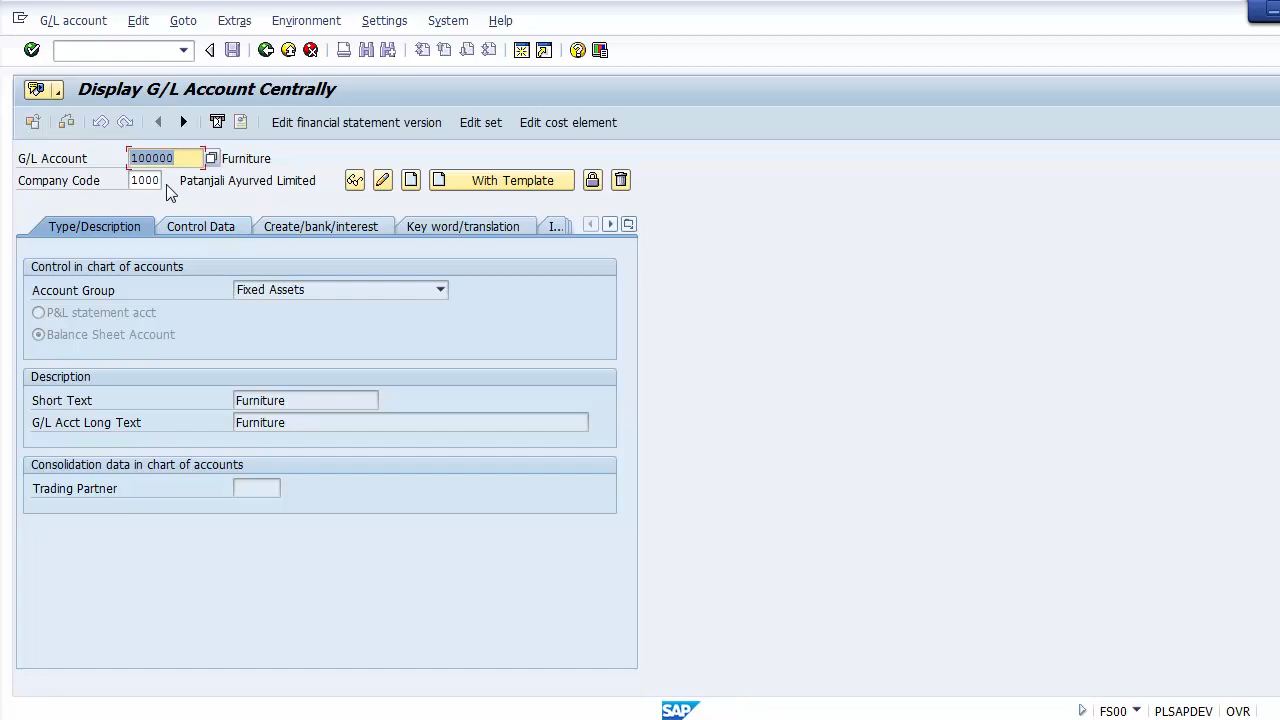 G/L account Edit Goto Extras Environment Settings System Help
Display G/L Account Centrally
Edit financial statement version Edit set Edit cost element
G/L Account 100000 Furniture
Company Code 1000 Patanjali Ayurved Limited With Template
Type/Description Control Data Create/bank/interest Key word/translation I...
Control in chart of accounts
Account Group Fixed Assets
P&L statement acct
Balance Sheet Account
Description
Short Text Furniture
G/L Acct Long Text Furniture
Consolidation data in chart of accounts
Trading Partner
SAP FS00 PLSAPDEV OVR